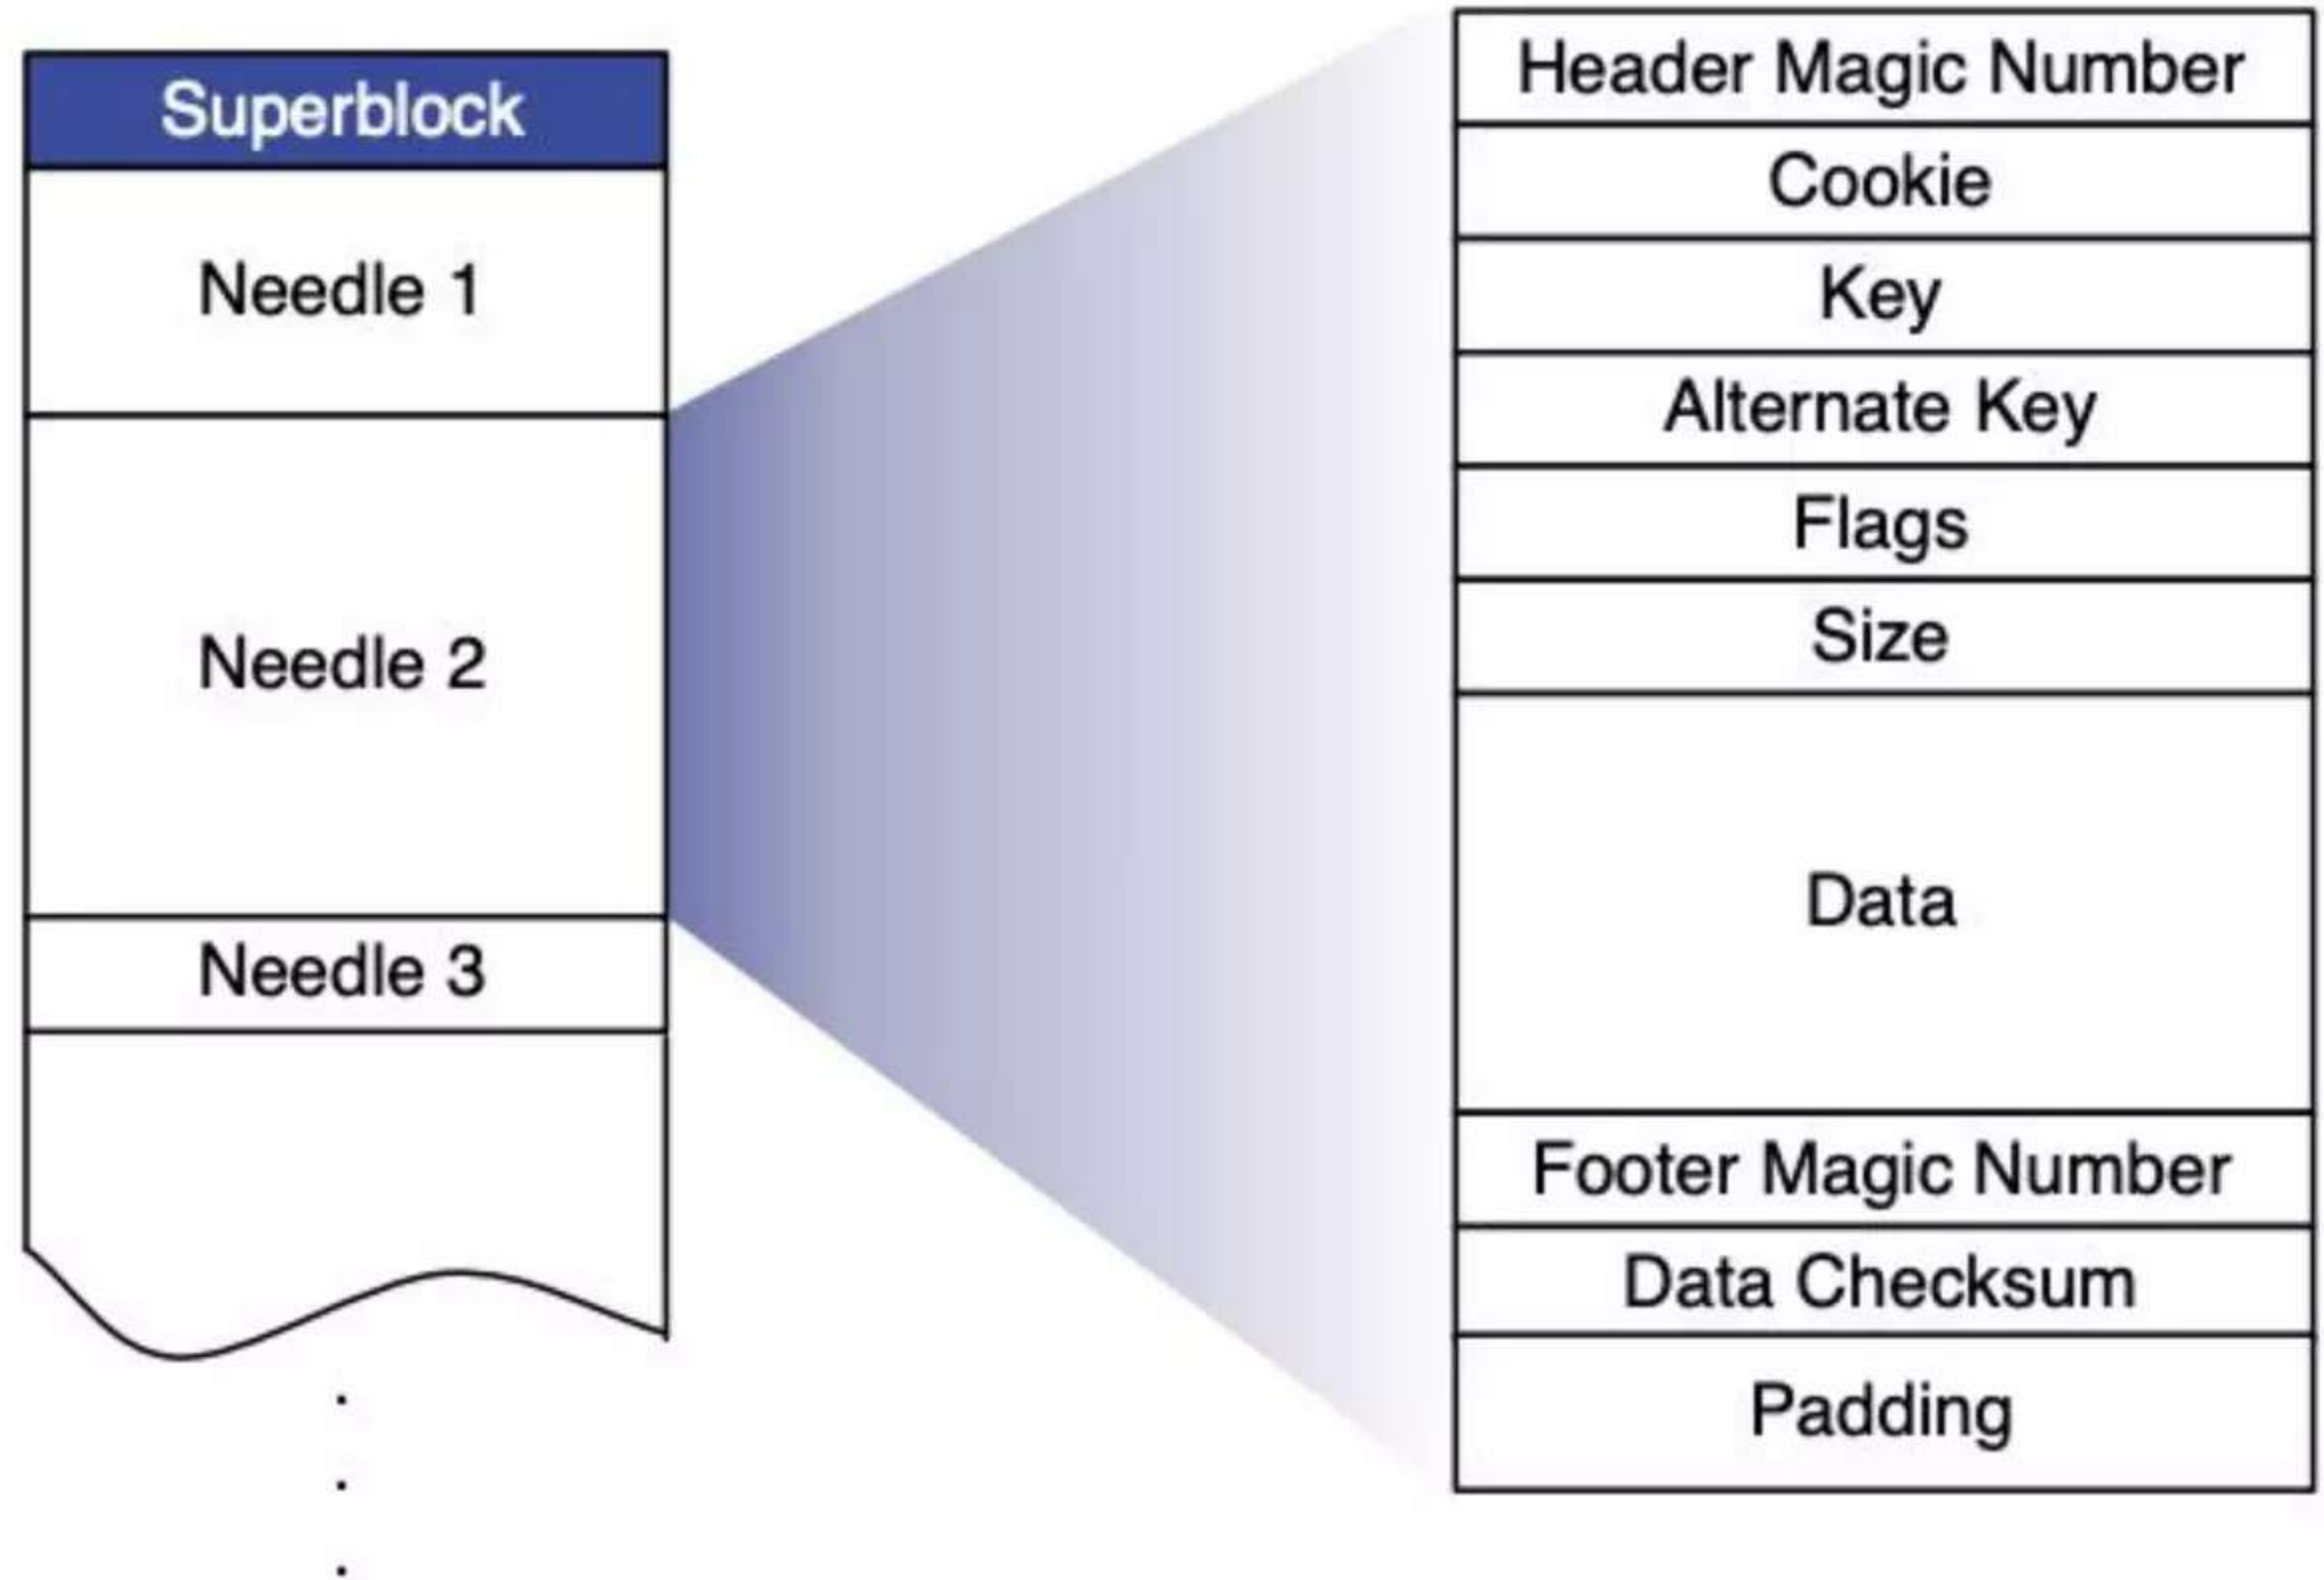 Superblock
Needle 1
Needle 2
Needle 3
Header Magic Number
Cookie
Key
Alternate Key
Flags
Size
Data
Footer Magic Number
Data Checksum
Padding